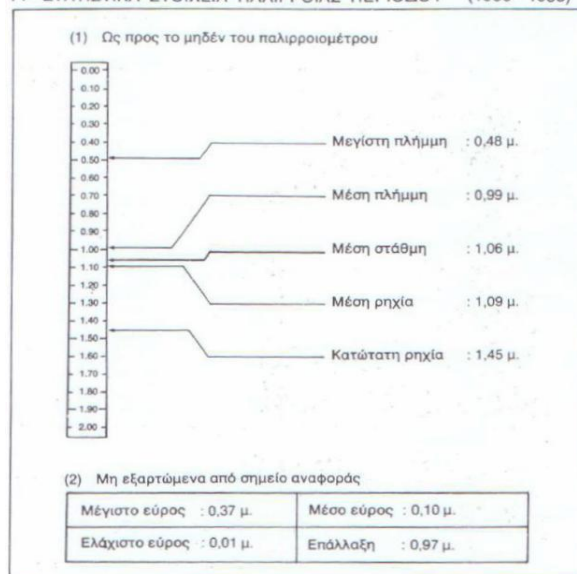 (1) Ως προς το μηδέν του παλιρροιομέτρου
0.00
0.10
0.20
0.30
0.40
0.50
0.60
0.70
0.80
0.90
1.00
1.10
1.20
1.30
1.40
1.50
1.60
1.70
1.80
1.90
2.00
Μεγίστη πλήμμη : 0,48 μ.
Μέση πλήμμη : 0,99 μ.
Μέση στάθμη : 1,06 μ.
Μέση ρηχία : 1,09 μ.
Κατώτατη ρηχία : 1,45 μ.
(2) Μη εξαρτώμενα από σημείο αναφοράς
Μέγιστο εύρος : 0,37 μ. Μέσο εύρος : 0,10 μ.
Ελάχιστο εύρος : 0,01 μ. Επάλλαξη : 0,97 μ.